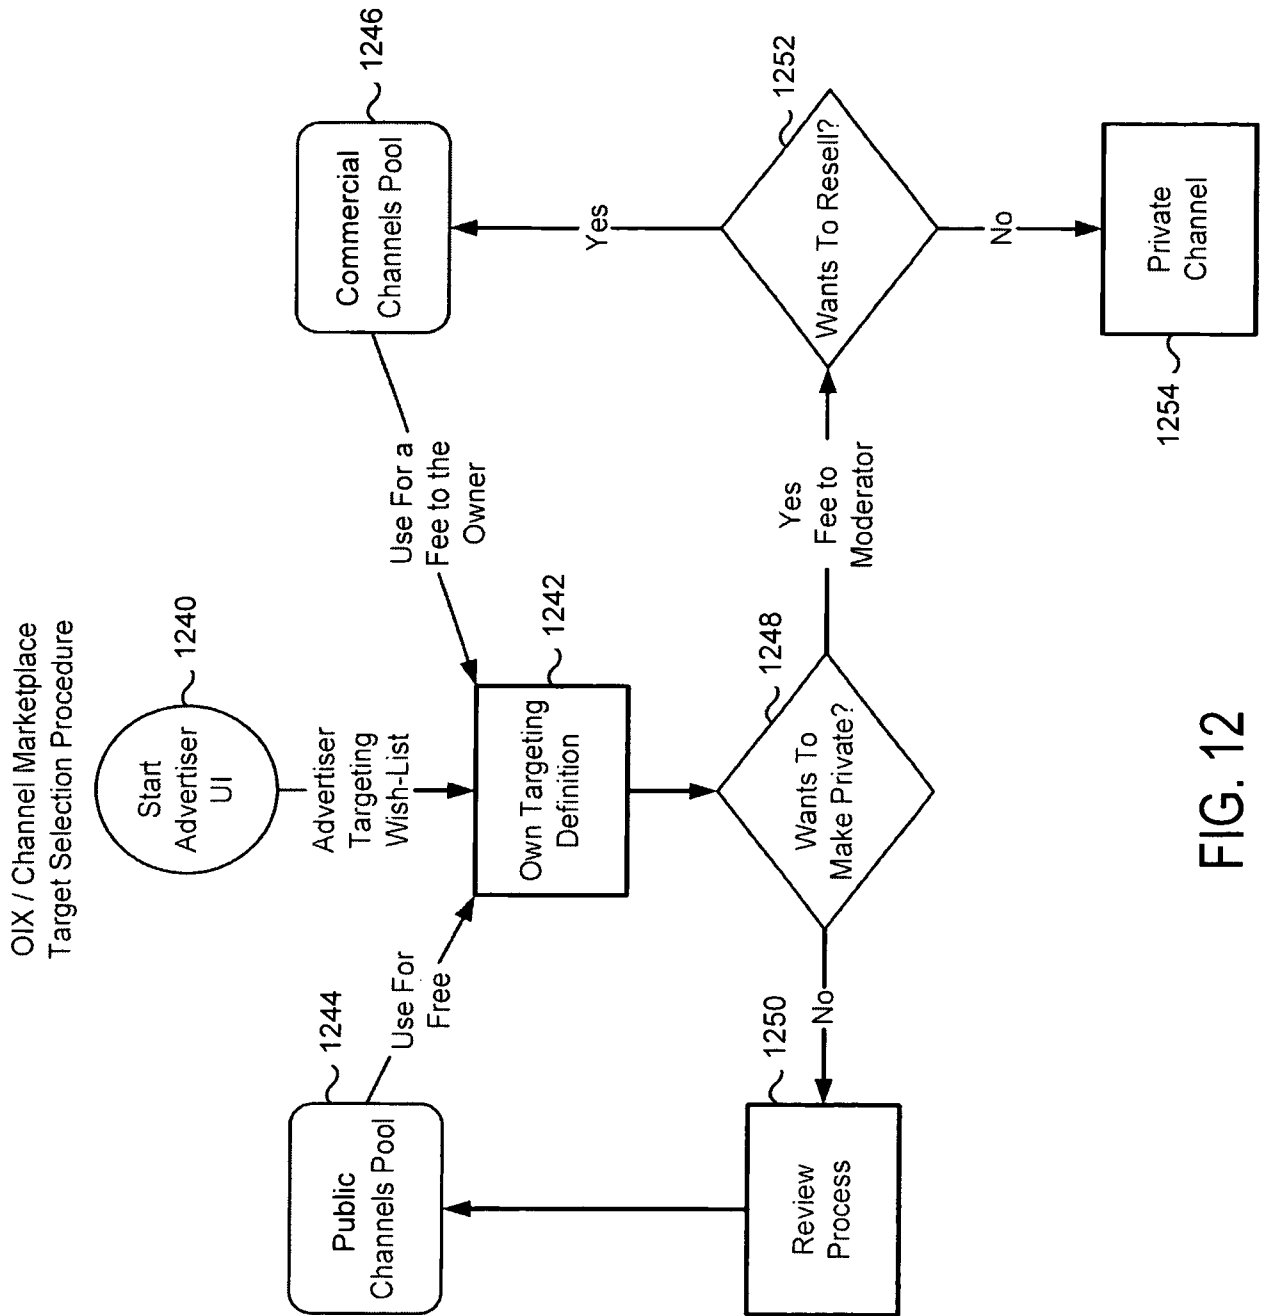 OIX / Channel Marketplace
Target Selection Procedure
Start
Advertiser
UI
1240
Advertiser
Targeting
Wish-List
Public
Channels Pool
1244
Use For
Free
Own Targeting
Definition
1242
Use For a
Fee to the
Owner
Commercial
Channels Pool
1246
Wants To
Make Private?
1248
No
Review
Process
1250
Yes
Fee to
Moderator
Wants To Resell?
1252
Yes
No
Private
Channel
1254
FIG. 12